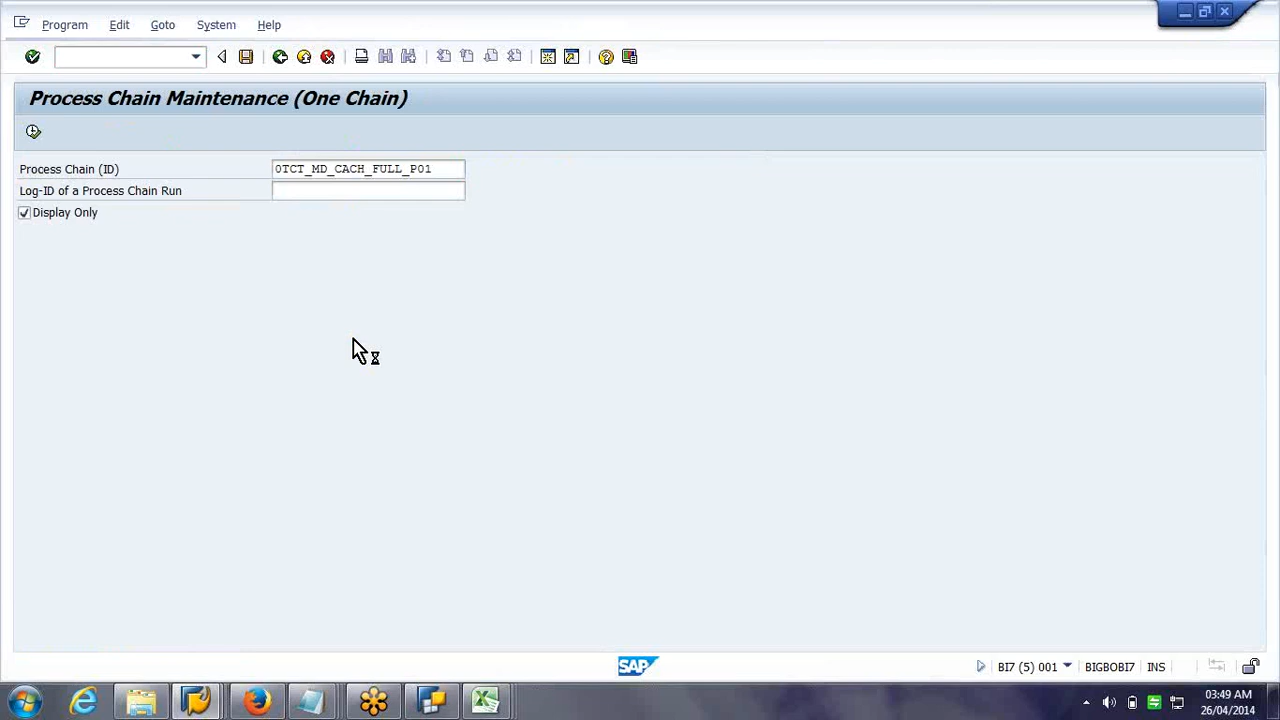 Program Edit Goto System Help
Process Chain Maintenance (One Chain)
Process Chain (ID) 0TCT_MD_CACH_FULL_P01
Log-ID of a Process Chain Run
Display Only
SAP BI7 (5) 001 BIGBOBI7 INS
03:49 AM
26/04/2014